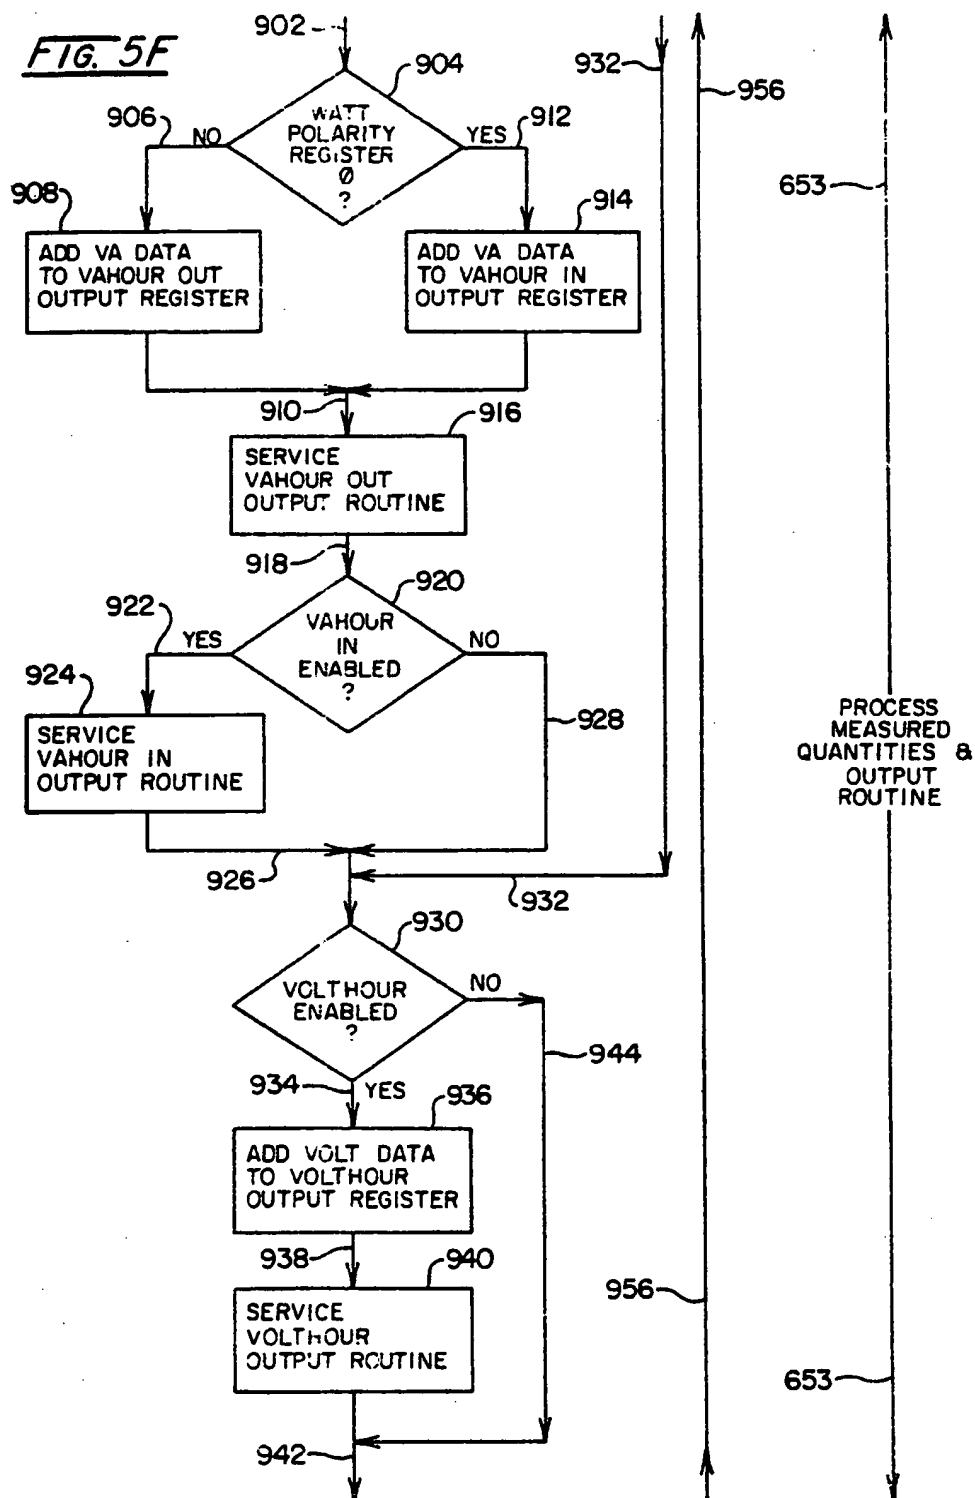 FIG. 5F
902
904
932
956
WATT
POLARITY
REGISTER
Ø
?
906
NO
YES
912
653
908
914
ADD VA DATA
TO VAHOUR OUT
OUTPUT REGISTER
ADD VA DATA
TO VAHOUR IN
OUTPUT REGISTER
910
916
SERVICE
VAHOUR OUT
OUTPUT ROUTINE
918
920
922
YES
VAHOUR
IN
ENABLED
?
NO
924
928
SERVICE
VAHOUR IN
OUTPUT ROUTINE
PROCESS
MEASURED
QUANTITIES &
OUTPUT
ROUTINE
926
932
930
VOLTHOUR
ENABLED
?
NO
944
934
YES
936
ADD VOLT DATA
TO VOLTHOUR
OUTPUT REGISTER
938
940
956
SERVICE
VOLTHOUR
OUTPUT ROUTINE
653
942